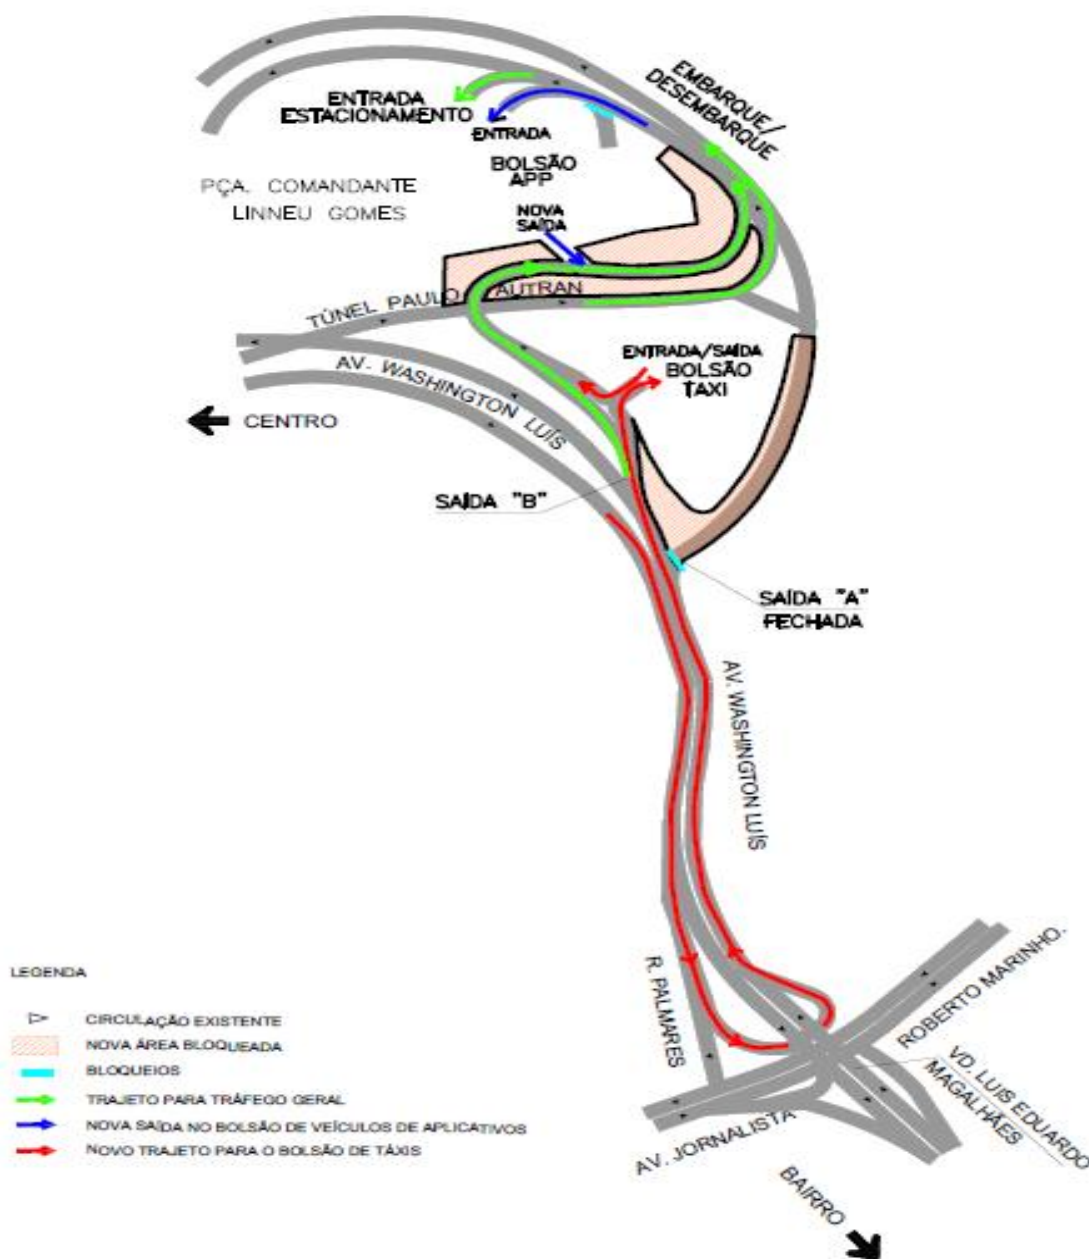 EMBARQUE/
DESEMBARQUE
ENTRADA
ESTACIONAMENTO
ENTRADA
BOLSÃO
APP
PÇA. COMANDANTE
LINNEU GOMES
NOVA
SAÍDA
TÚNEL PAULO AUTRAN
ENTRADA/SAÍDA
BOLSÃO
TAXI
AV. WASHINGTON LUÍS
CENTRO
SAÍDA "B"
SAÍDA "A"
FECHADA
AV. WASHINGTON LUÍS
R. PALMARES
ROBERTO MARINHO.
VD. LUIS EDUARDO
MAGALHÃES
AV. JORNALISTA
BAIRRO
LEGENDA
CIRCULAÇÃO EXISTENTE
NOVA ÁREA BLOQUEADA
BLOQUEIOS
TRAJETO PARA TRÁFEGO GERAL
NOVA SAÍDA NO BOLSÃO DE VEÍCULOS DE APLICATIVOS
NOVO TRAJETO PARA O BOLSÃO DE TÁXIS